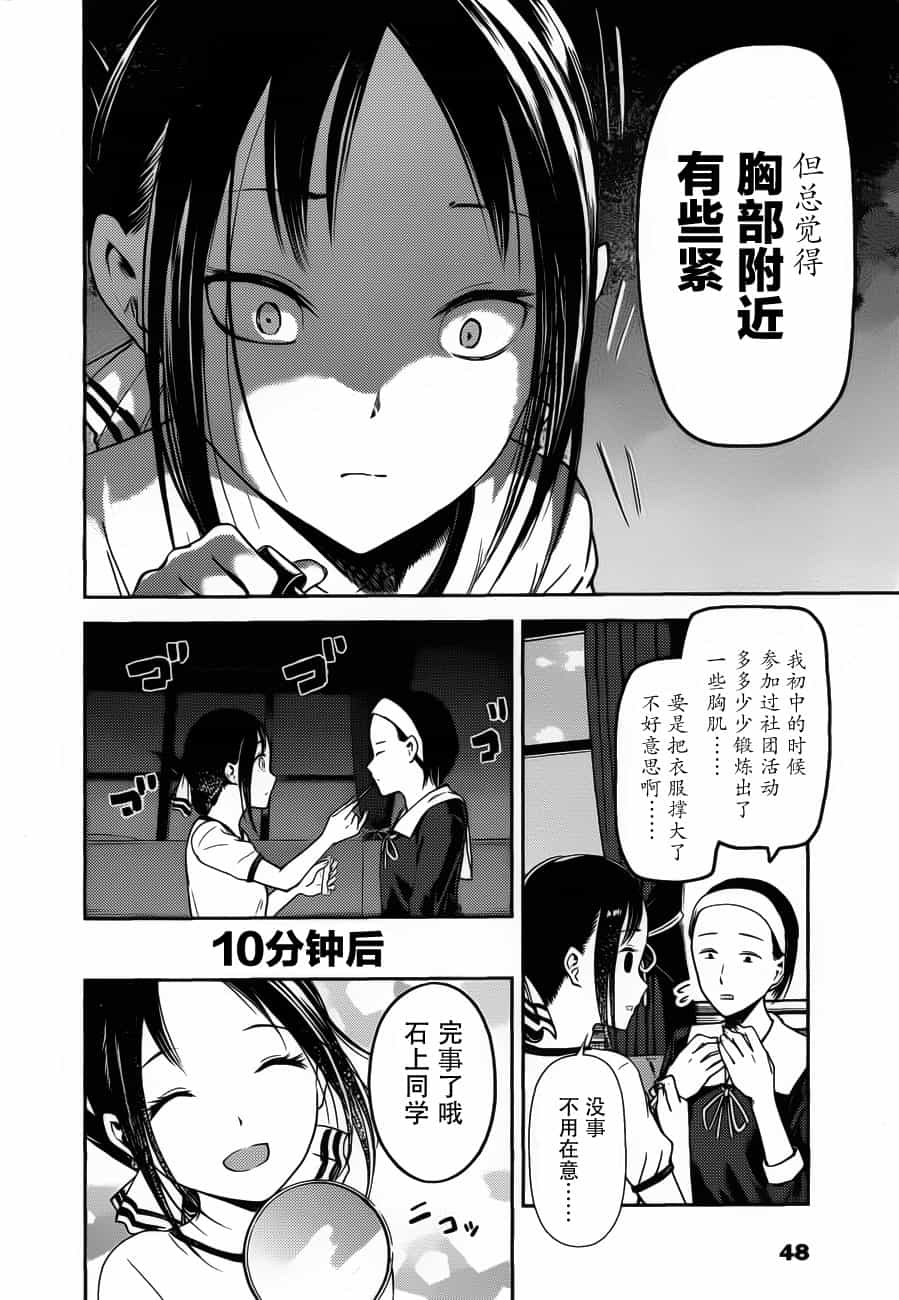 但总觉得
胸部附近
有些紧
我初中的时候
参加过社团活动
多多少少锻炼出了
一些胸肌……
要是把衣服撑大了
不好意思啊……
没事
不用在意……
ゴ
ゴ
ゴ
ゴ
10分钟后
完事了哦
石上同学
ニコッ
48